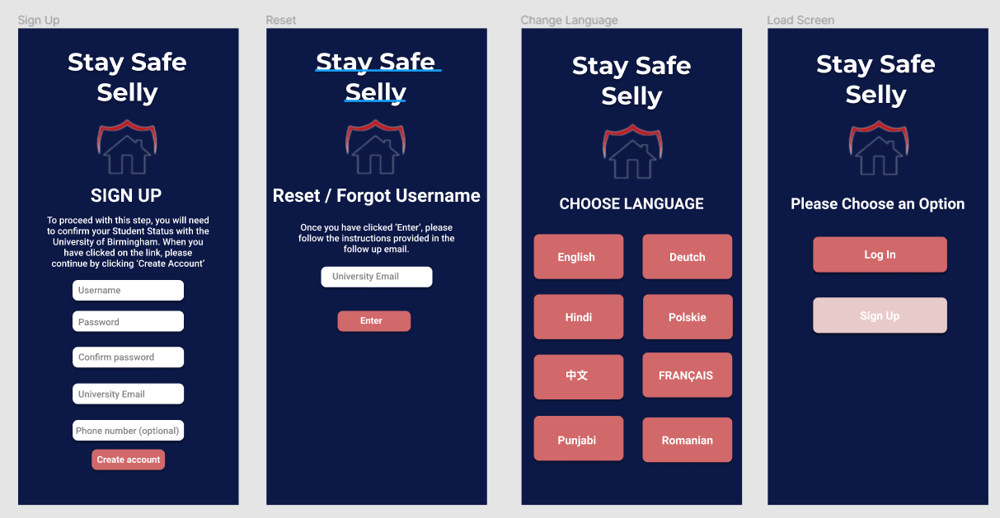 Sign Up
Stay Safe
Selly
SIGN UP
To proceed with this step, you will need
to confirm your Student Status with the
University of Birmingham. When you
have clicked on the link, please
continue by clicking ‘Create Account’
Username
Password
Confirm password
University Email
Phone number (optional)
Create account
Reset
Stay Safe
Selly
Reset / Forgot Username
Once you have clicked ‘Enter’, please
follow the instructions provided in the
follow up email.
University Email
Enter
Change Language
Stay Safe
Selly
CHOOSE LANGUAGE
English
Deutch
Hindi
Polskie
中文
FRANÇAIS
Punjabi
Romanian
Load Screen
Stay Safe
Selly
Please Choose an Option
Log In
Sign Up